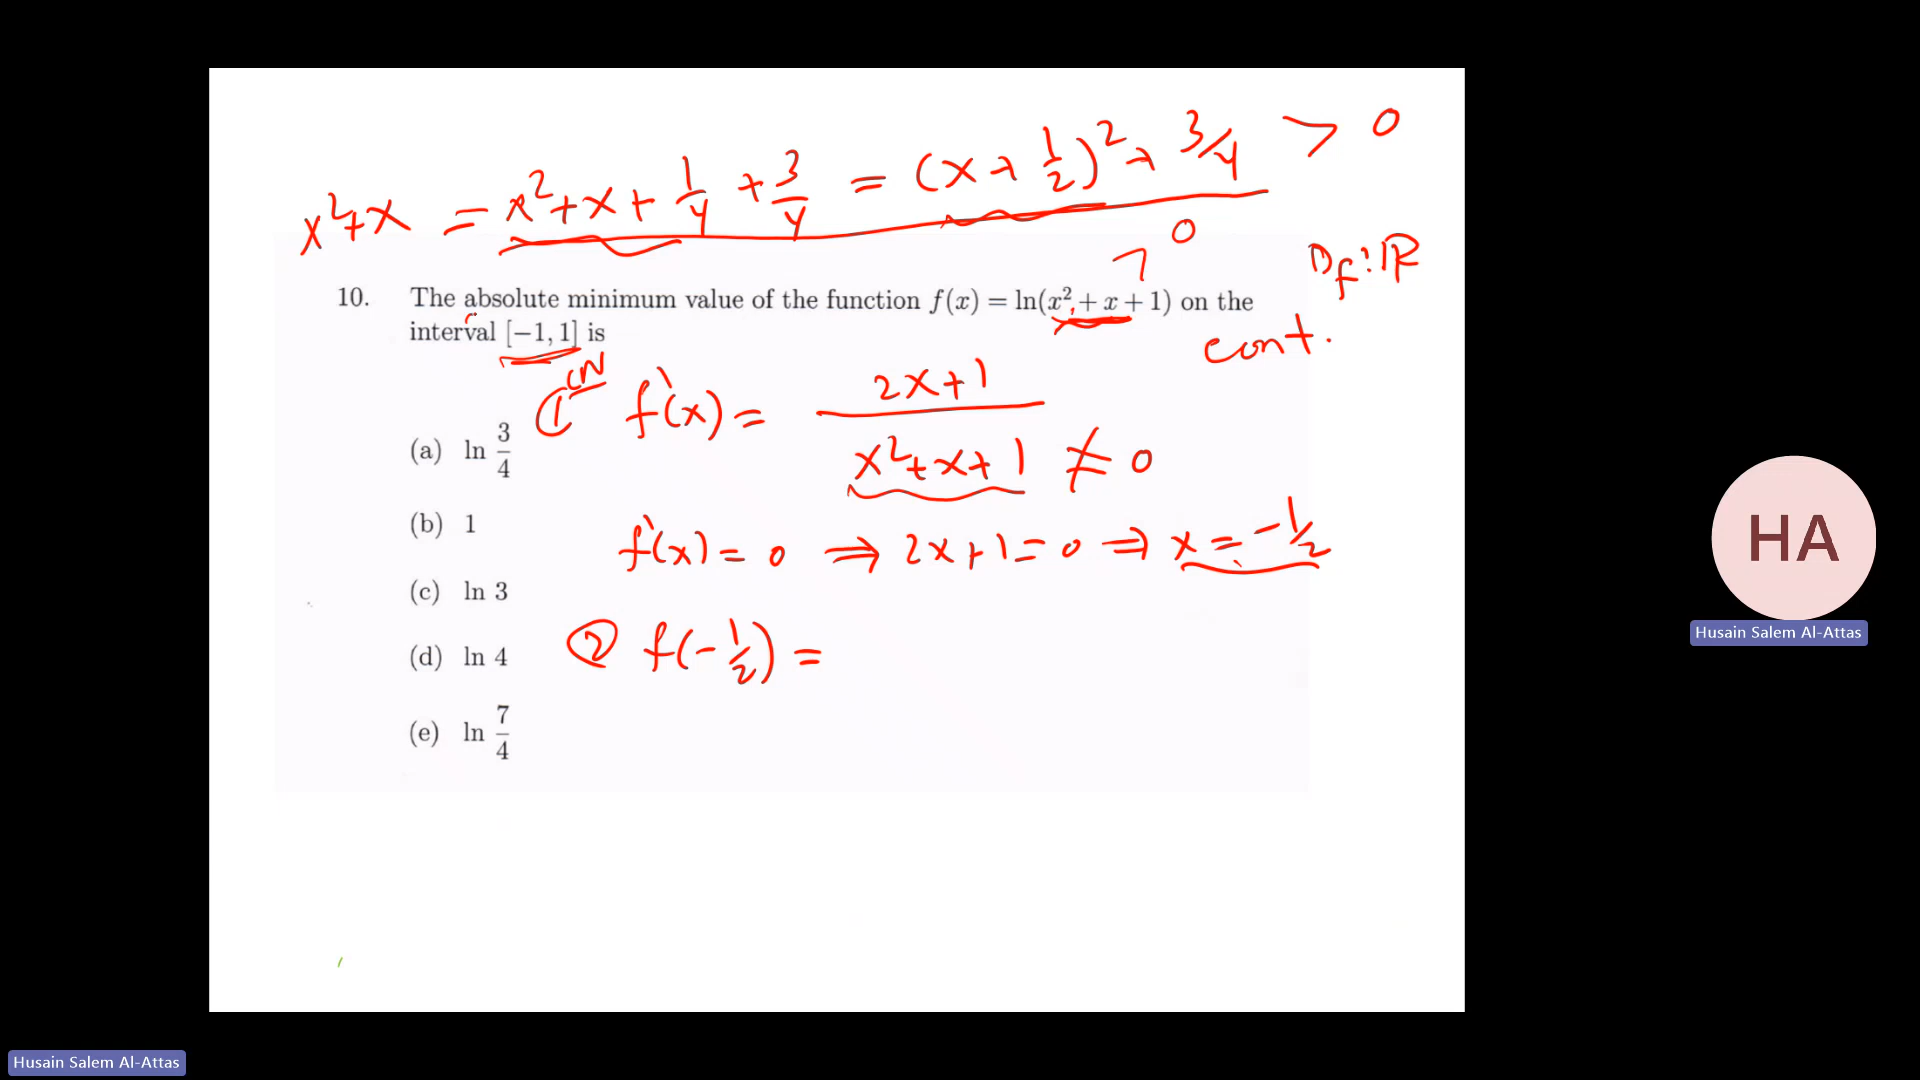 x² + x = x² + x + 1/4 + 3/4 = (x + 1/2)² + 3/4 > 0
> 0
D_f : ℝ
10. The absolute minimum value of the function f(x) = ln(x² + x + 1) on the
interval [−1, 1] is
cont.
① CN f'(x) = (2x+1)/(x²+x+1) ≠ 0
(a) ln 3/4
(b) 1
f'(x) = 0 ⇒ 2x+1 = 0 ⇒ x = -1/2
(c) ln 3
(d) ln 4
② f(-1/2) =
(e) ln 7/4
HA
Husain Salem Al-Attas
Husain Salem Al-Attas